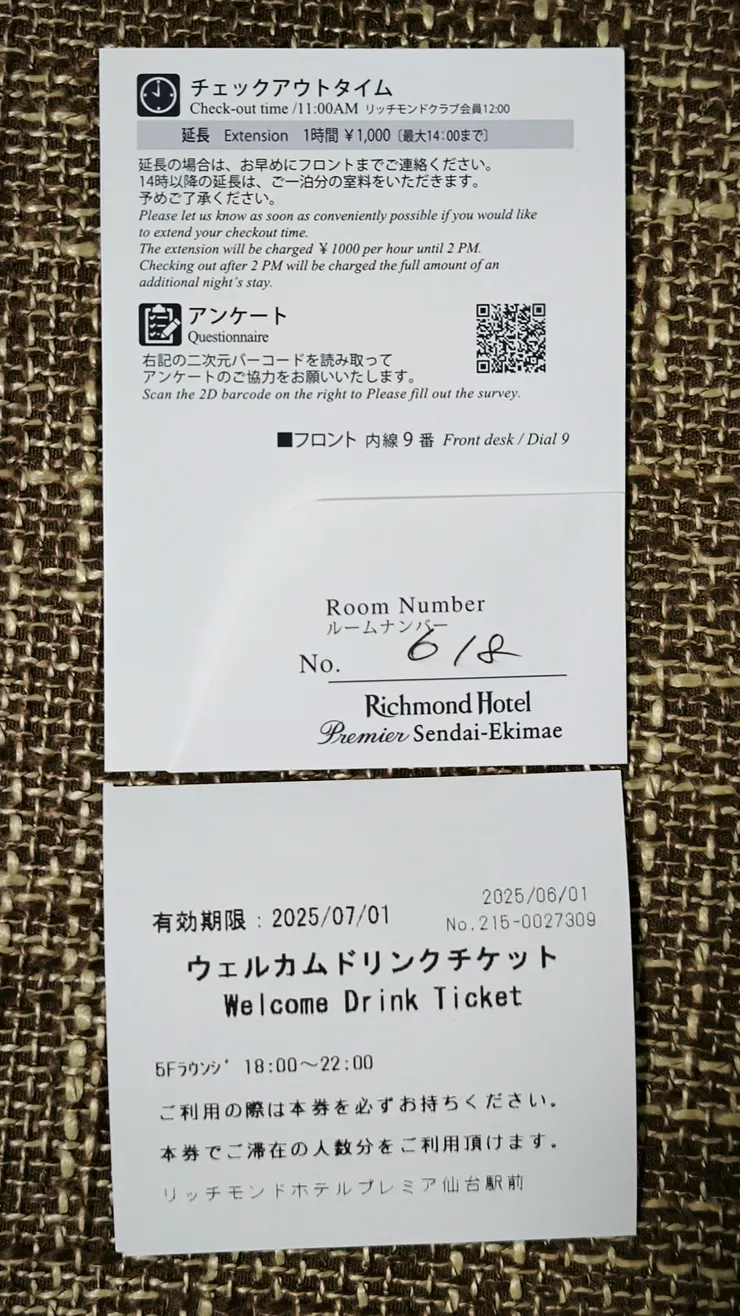 チェックアウトタイム
Check-out time /11:00AM リッチモンドクラブ会員12:00
延長 Extension 1時間 ¥1,000〔最大14:00まで〕
延長の場合は、お早めにフロントまでご連絡ください。
14時以降の延長は、ご一泊分の室料をいただきます。
予めご了承ください。
Please let us know as soon as conveniently possible if you would like
to extend your checkout time.
The extension will be charged ¥1000 per hour until 2 PM.
Checking out after 2 PM will be charged the full amount of an
additional night's stay.
アンケート
Questionnaire
右記の二次元バーコードを読み取って
アンケートのご協力をお願いいたします。
Scan the 2D barcode on the right to Please fill out the survey.
■フロント 内線9番 Front desk / Dial 9
Room Number
ルームナンバー
No. 618
Richmond Hotel
Premier Sendai-Ekimae
2025/06/01
有効期限:2025/07/01
No.215-0027309
ウェルカムドリンクチケット
Welcome Drink Ticket
5Fラウンジ 18:00~22:00
ご利用の際は本券を必ずお持ちください。
本券でご滞在の人数分をご利用頂けます。
リッチモンドホテルプレミア仙台駅前